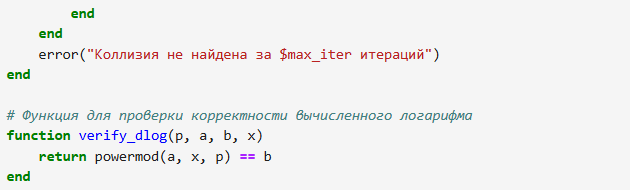 end
    end
    error("Коллизия не найдена за $max_iter итераций")
end

# Функция для проверки корректности вычисленного логарифма
function verify_dlog(p, a, b, x)
    return powermod(a, x, p) == b
end